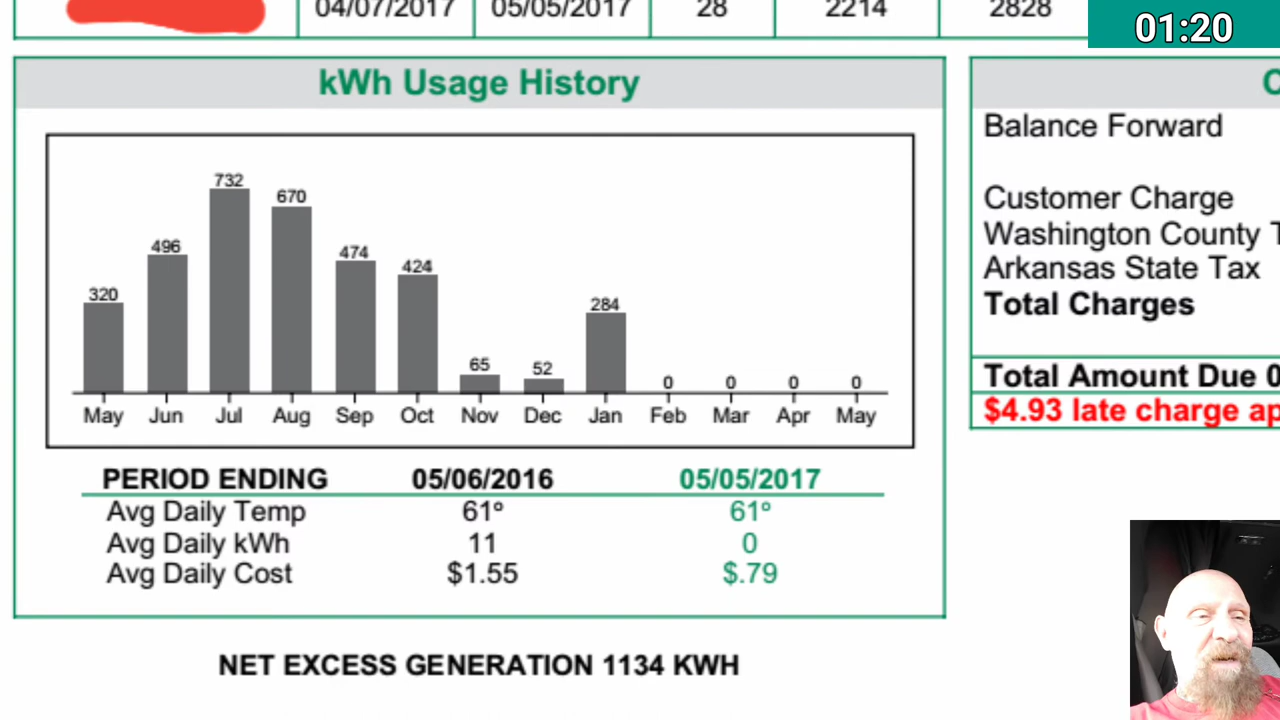 04/07/2017 05/05/2017 28 2214 2828
01:20
kWh Usage History
732
670
496
474
424
320
284
65
52
0 0 0 0
May Jun Jul Aug Sep Oct Nov Dec Jan Feb Mar Apr May
PERIOD ENDING 05/06/2016 05/05/2017
Avg Daily Temp 61° 61°
Avg Daily kWh 11 0
Avg Daily Cost $1.55 $.79
NET EXCESS GENERATION 1134 KWH
C
Balance Forward
Customer Charge
Washington County T
Arkansas State Tax
Total Charges
Total Amount Due 0
$4.93 late charge ap